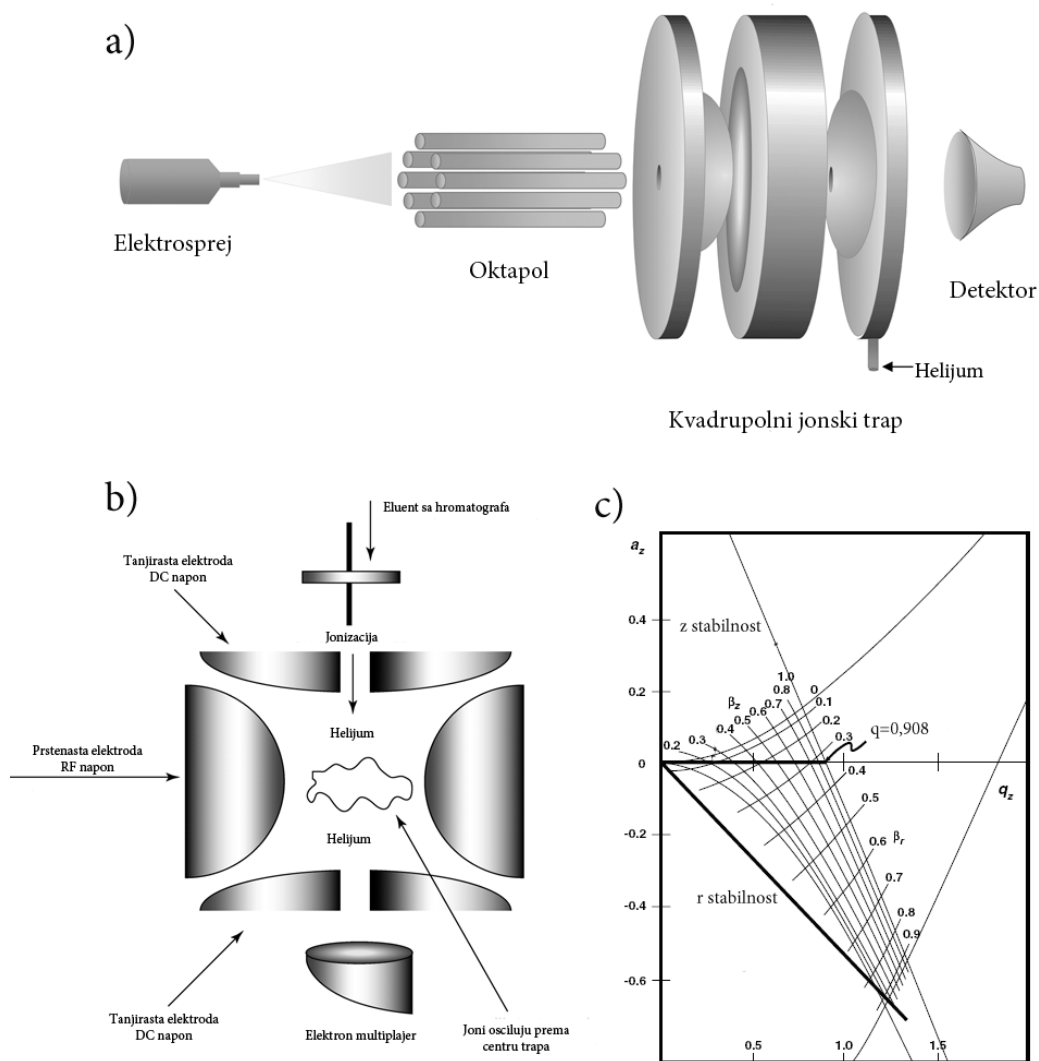 a)
Elektrosprej
Oktapol
Detektor
Helijum
Kvadrupolni jonski trap
b)
Eluent sa hromatografa
Tanjirasta elektroda
DC napon
Jonizacija
Helijum
Prstenasta elektroda
RF napon
Helijum
Tanjirasta elektroda
DC napon
Elektron multiplajer
Joni osciluju prema
centru trapa
c)
a_z
0.4
z stabilnost
0.2
1.0
0
0.8
0.1
β_z
0.7
0.6
0.2
0.5
0.4
q=0,908
0.3
0.3
0.2
0
0.4
q_z
0.5
-0.2
0.6
β_r
0.7
r stabilnost
-0.4
0.8
0.9
-0.6
0.5
1.0
1.5